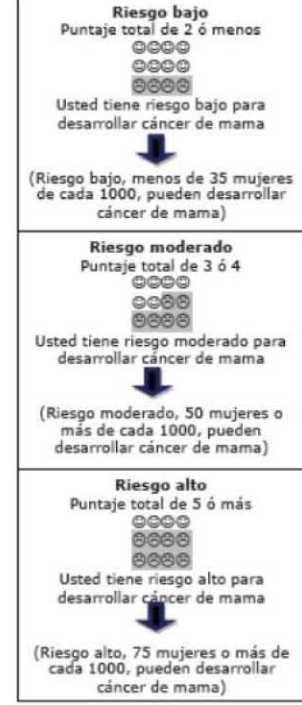 Riesgo bajo
Puntaje total de 2 ó menos
Usted tiene riesgo bajo para
desarrollar cáncer de mama
(Riesgo bajo, menos de 35 mujeres
de cada 1000, pueden desarrollar
cáncer de mama)
Riesgo moderado
Puntaje total de 3 ó 4
Usted tiene riesgo moderado para
desarrollar cáncer de mama
(Riesgo moderado, 50 mujeres o
más de cada 1000, pueden
desarrollar cáncer de mama)
Riesgo alto
Puntaje total de 5 ó más
Usted tiene riesgo alto para
desarrollar cáncer de mama
(Riesgo alto, 75 mujeres o más de
cada 1000, pueden desarrollar
cáncer de mama)